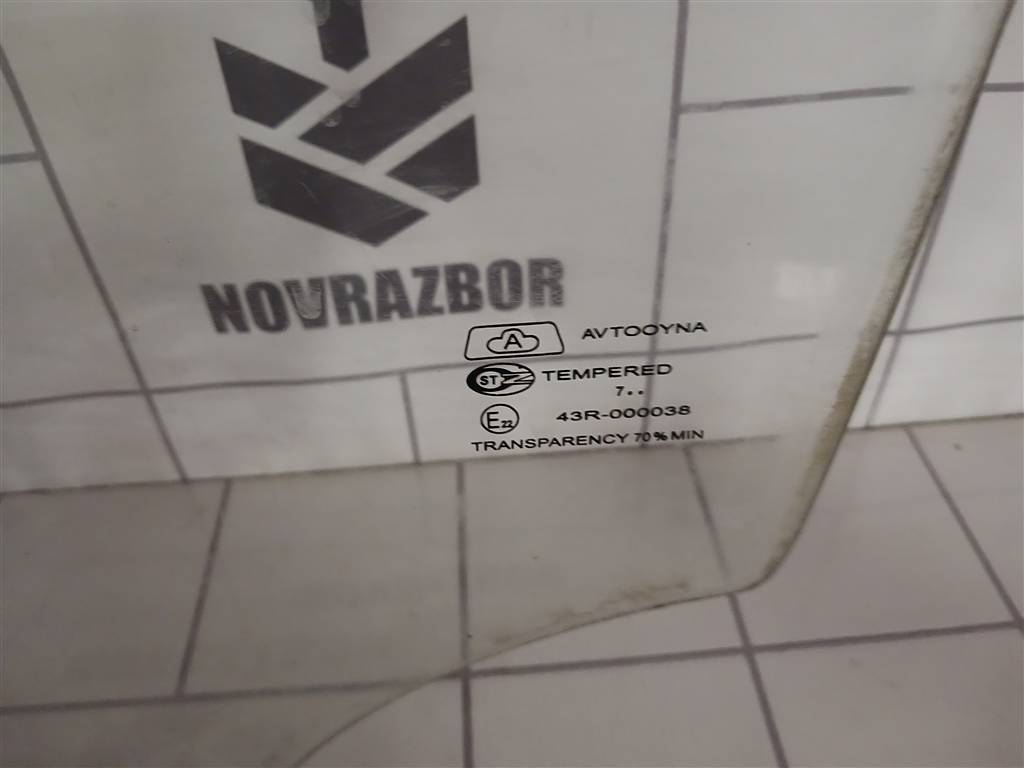 NOVRAZBOR
A AVTOOYNA
ST TEMPERED
7..
E22 43R-000038
TRANSPARENCY 70% MIN